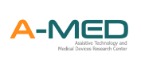 A-MED
Assistive Technology and
Medical Devices Research Center